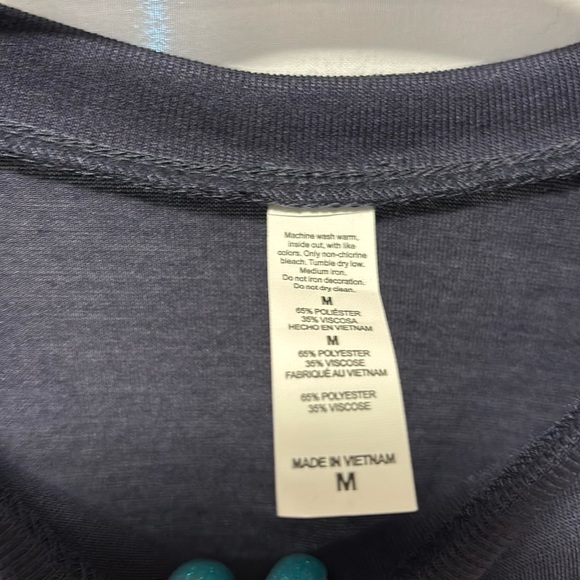 Machine wash warm,
inside out, with like
colors. Only non-chlorine
bleach. Tumble dry low.
Medium iron.
Do not iron decoration.
Do not dry clean.
M
65% POLIÉSTER
35% VISCOSA
HECHO EN VIETNAM
M
65% POLYESTER
35% VISCOSE
FABRIQUÉ AU VIETNAM
65% POLYESTER
35% VISCOSE
MADE IN VIETNAM
M